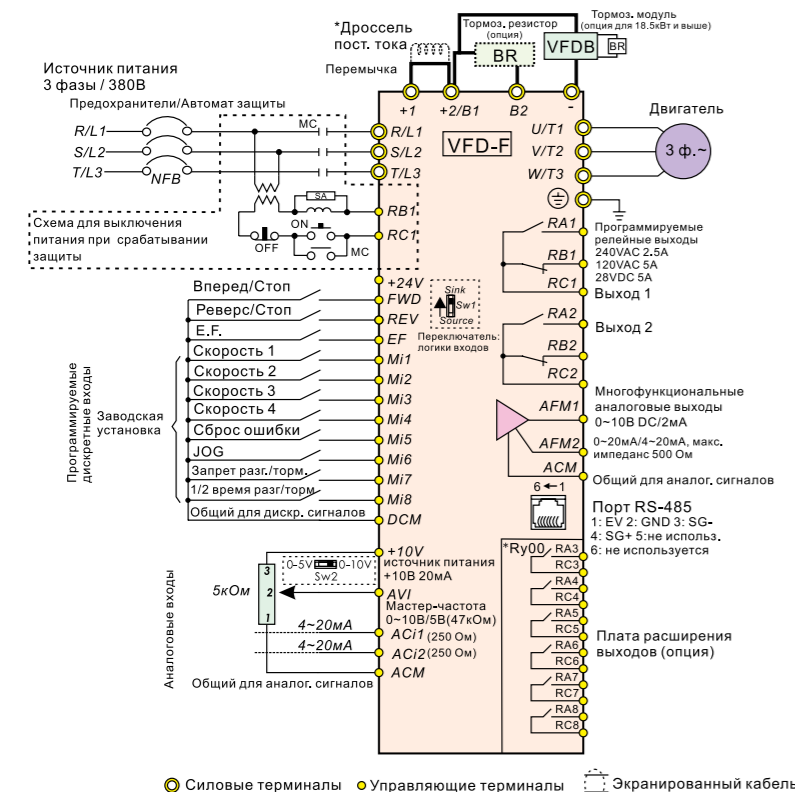 *Дроссель
пост. тока
Тормоз. резистор
(опция)
BR
Тормоз. модуль
(опция для 18.5кВт и выше)
VFDB
BR
Перемычка
Источник питания
3 фазы / 380В
Предохранители/Автомат защиты
R/L1
S/L2
T/L3
NFB
MC
+1
+2/B1
B2
-
R/L1
S/L2
T/L3
VFD-F
U/T1
V/T2
W/T3
Двигатель
3 ф.~
SA
ON
OFF
MC
RB1
RC1
Схема для выключения
питания при срабатывании
защиты
RA1
RB1
RC1
Программируемые
релейные выходы
240VAC 2.5A
120VAC 5A
28VDC 5A
Выход 1
RA2
RB2
RC2
Выход 2
+24V
Вперед/Стоп
FWD
Реверс/Стоп
REV
E.F.
EF
Скорость 1
Mi1
Скорость 2
Mi2
Скорость 3
Mi3
Скорость 4
Mi4
Сброс ошибки
Mi5
JOG
Mi6
Запрет разг./торм.
Mi7
1/2 время разг/торм
Mi8
Общий для дискр. сигналов
DCM
Программируемые
дискретные входы
Заводская
установка
Sink
Sw1
Source
Переключатель:
логики входов
AFM1
AFM2
ACM
Многофункциональные
аналоговые выходы
0~10В DC/2мА
0~20мА/4~20мА, макс.
импеданс 500 Ом
Общий для аналог. сигналов
6←1
Порт RS-485
1: EV 2: GND 3: SG-
4: SG+ 5:не использ.
6: не используется
Аналоговые входы
+10V
0-5V
0-10V
Sw2
источник питания
+10В 20мА
3
2
1
5кОм
AVI
Мастер-частота
0~10В/5В(47кОм)
4~20мА
ACi1 (250 Ом)
4~20мА
ACi2 (250 Ом)
ACM
Общий для аналог. сигналов
*Ry00
RA3
RC3
RA4
RC4
RA5
RC5
RA6
RC6
RA7
RC7
RA8
RC8
Плата расширения
выходов (опция)
Силовые терминалы
Управляющие терминалы
Экранированный кабель